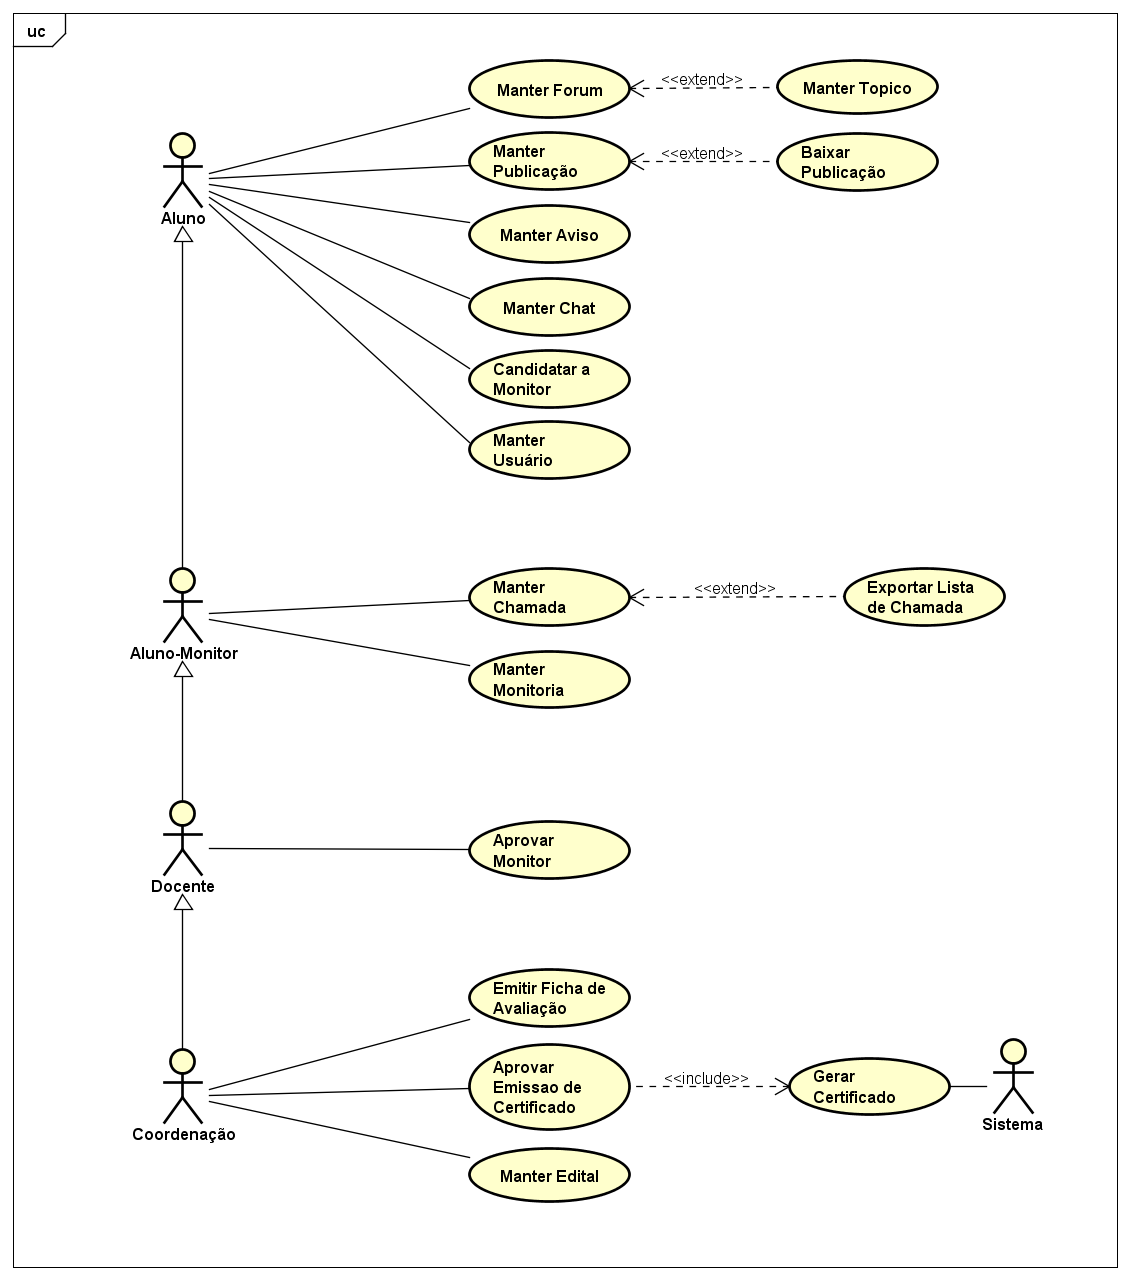 uc
Manter Forum
<<extend>>
Manter Topico
Manter
Publicação
<<extend>>
Baixar
Publicação
Aluno
Manter Aviso
Manter Chat
Candidatar a
Monitor
Manter
Usuário
Manter
Chamada
<<extend>>
Exportar Lista
de Chamada
Aluno-Monitor
Manter
Monitoria
Docente
Aprovar
Monitor
Emitir Ficha de
Avaliação
Aprovar
Emissao de
Certificado
<<include>>
Gerar
Certificado
Sistema
Coordenação
Manter Edital